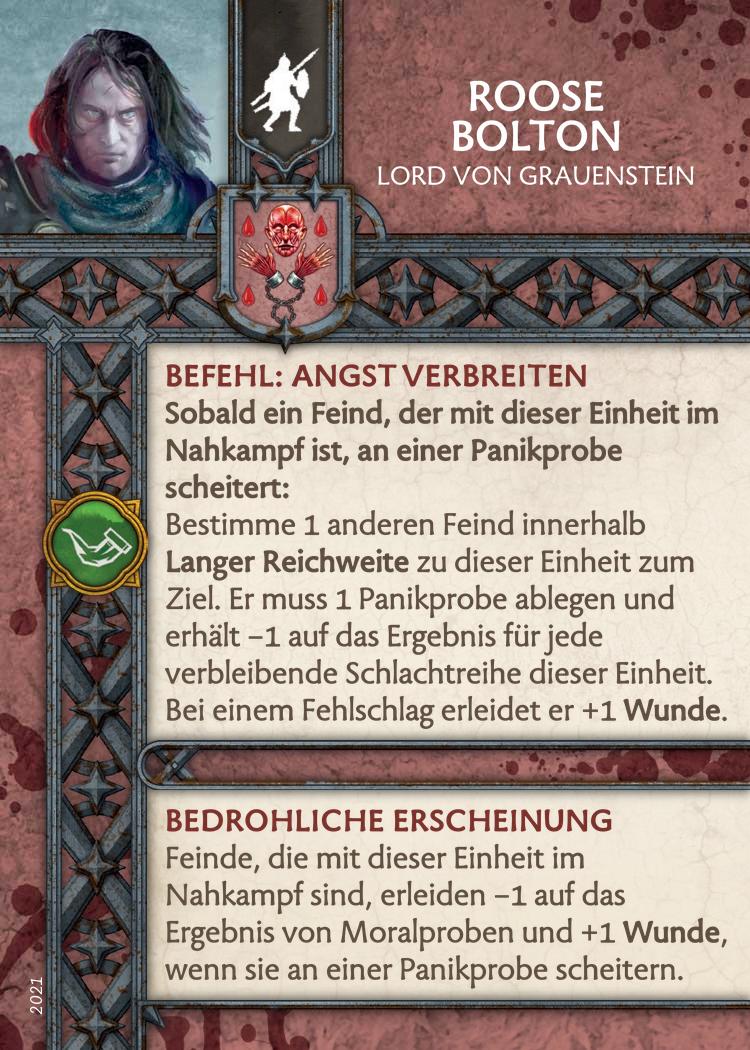 ROOSE
BOLTON
LORD VON GRAUENSTEIN
BEFEHL: ANGST VERBREITEN
Sobald ein Feind, der mit dieser Einheit im
Nahkampf ist, an einer Panikprobe
scheitert:
Bestimme 1 anderen Feind innerhalb
Langer Reichweite zu dieser Einheit zum
Ziel. Er muss 1 Panikprobe ablegen und
erhält –1 auf das Ergebnis für jede
verbleibende Schlachtreihe dieser Einheit.
Bei einem Fehlschlag erleidet er +1 Wunde.
BEDROHLICHE ERSCHEINUNG
Feinde, die mit dieser Einheit im
Nahkampf sind, erleiden –1 auf das
Ergebnis von Moralproben und +1 Wunde,
wenn sie an einer Panikprobe scheitern.
2021